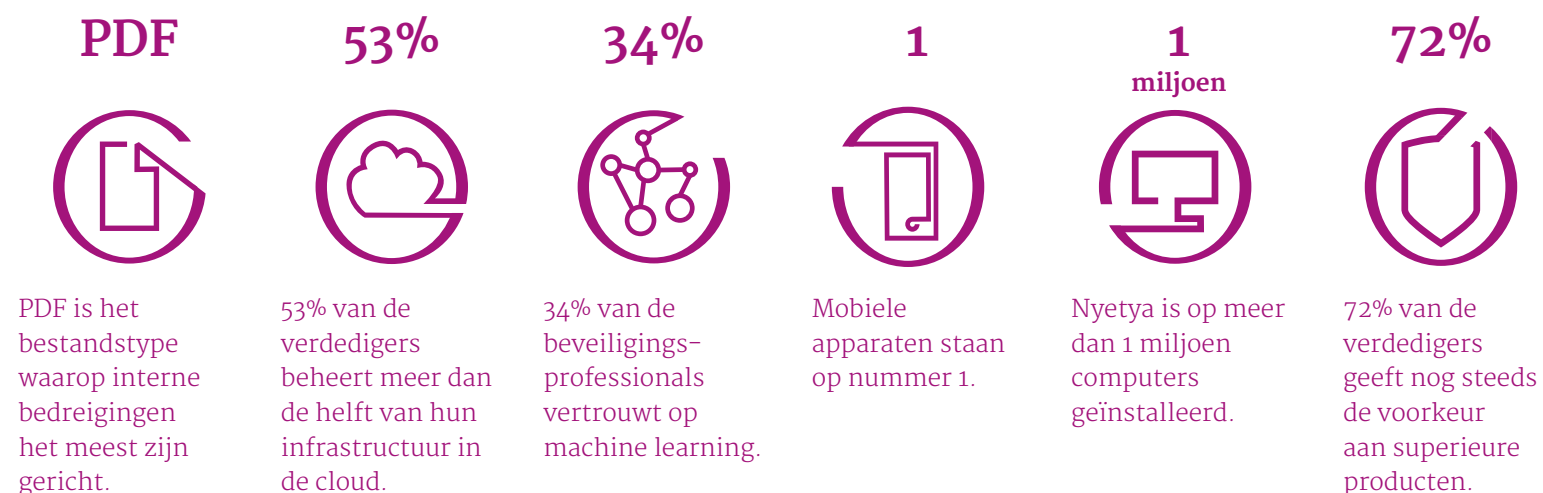 PDF
PDF is het
bestandstype
waarop interne
bedreigingen
het meest zijn
gericht.
53%
53% van de
verdedigers
beheert meer dan
de helft van hun
infrastructuur in
de cloud.
34%
34% van de
beveiligings-
professionals
vertrouwt op
machine learning.
1
Mobiele
apparaten staan
op nummer 1.
1
miljoen
Nyetya is op meer
dan 1 miljoen
computers
geïnstalleerd.
72%
72% van de
verdedigers
geeft nog steeds
de voorkeur
aan superieure
producten.